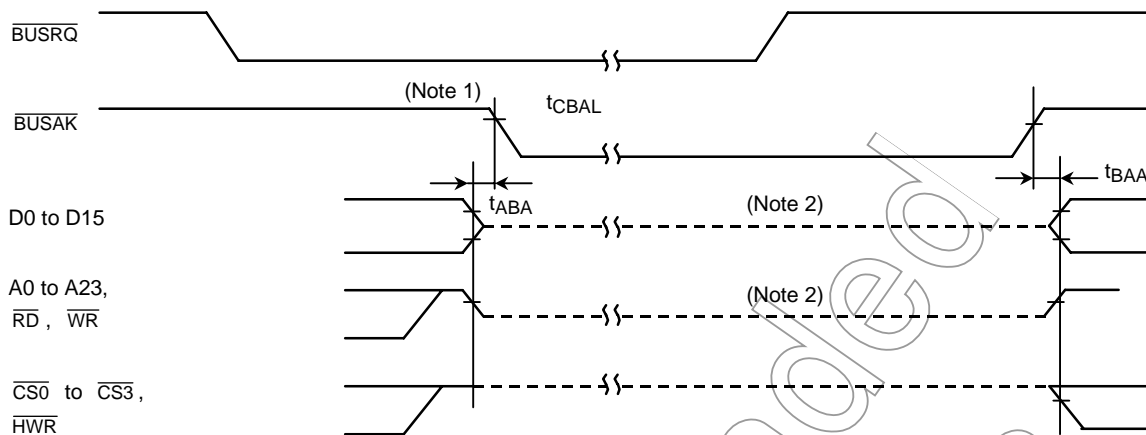 BUSRQ
(Note 1) tCBAL
BUSAK
tBAA
tABA
D0 to D15 (Note 2)
A0 to A23, (Note 2)
RD , WR
CS0 to CS3 ,
HWR